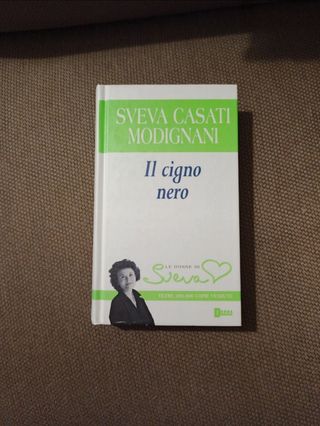 SVEVA CASATI
MODIGNANI
Il cigno
nero
LE DONNE DI
Sveva